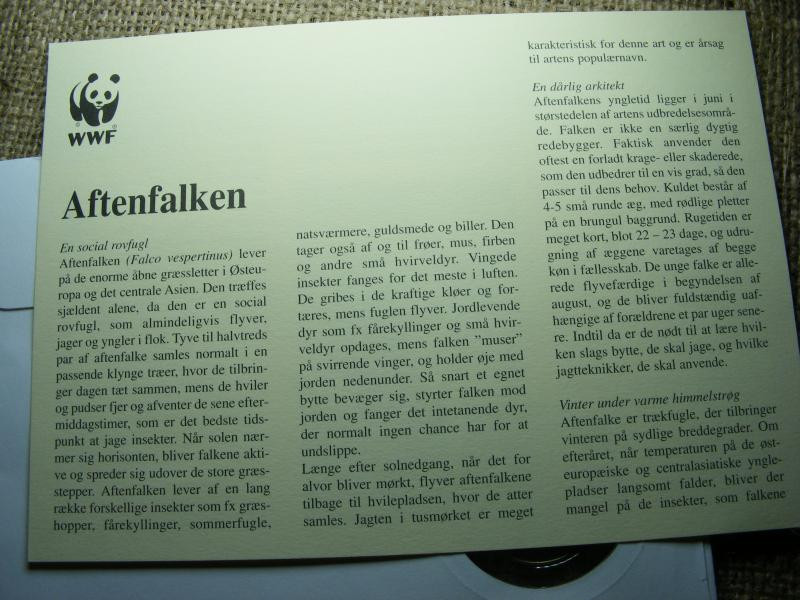 WWF
Aftenfalken
En social rovfugl
Aftenfalken (Falco vespertinus) lever
på de enorme åbne græssletter i Østeu-
ropa og det centrale Asien. Den træffes
sjældent alene, da den er en social
rovfugl, som almindeligvis flyver,
jager og yngler i flok. Tyve til halvtreds
par af aftenfalke samles normalt i en
passende klynge træer, hvor de tilbrin-
ger dagen tæt sammen, mens de hviler
og pudser fjer og afventer de sene efter-
middagstimer, som er det bedste tids-
punkt at jage insekter. Når solen nær-
mer sig horisonten, bliver falkene akti-
ve og spreder sig udover de store græs-
stepper. Aftenfalken lever af en lang
række forskellige insekter som fx græs-
hopper, fårekyllinger, sommerfugle,
natsværmere, guldsmede og biller. Den
tager også af og til frøer, mus, firben
og andre små hvirveldyr. Vingede
insekter fanges for det meste i luften.
De gribes i de kraftige kløer og for-
tæres, mens fuglen flyver. Jordlevende
dyr som fx fårekyllinger og små hvir-
veldyr opdages, mens falken ”muser”
på svirrende vinger, og holder øje med
jorden nedenunder. Så snart et egnet
bytte bevæger sig, styrter falken mod
jorden og fanger det intetanende dyr,
der normalt ingen chance har for at
undslippe.
Længe efter solnedgang, når det for
alvor bliver mørkt, flyver aftenfalkene
tilbage til hvilepladsen, hvor de atter
samles. Jagten i tusmørket er meget
karakteristisk for denne art og er årsag
til artens populærnavn.
En dårlig arkitekt
Aftenfalkens yngletid ligger i juni i
størstedelen af artens udbredelsesområ-
de. Falken er ikke en særlig dygtig
redebygger. Faktisk anvender den
oftest en forladt krage- eller skaderede,
som den udbedrer til en vis grad, så den
passer til dens behov. Kuldet består af
4-5 små runde æg, med rødlige pletter
på en brungul baggrund. Rugetiden er
meget kort, blot 22 – 23 dage, og udru-
gning af æggene varetages af begge
køn i fællesskab. De unge falke er alle-
rede flyvefærdige i begyndelsen af
august, og de bliver fuldstændig uaf-
hængige af forældrene et par uger sene-
re. Indtil da er de nødt til at lære hvil-
ken slags bytte, de skal jage, og hvilke
jagtteknikker, de skal anvende.
Vinter under varme himmelstrøg
Aftenfalke er trækfugle, der tilbringer
vinteren på sydlige breddegrader. Om
efteråret, når temperaturen på de øst-
europæiske og centralasiatiske yngle-
pladser langsomt falder, bliver der
mangel på de insekter, som falkene